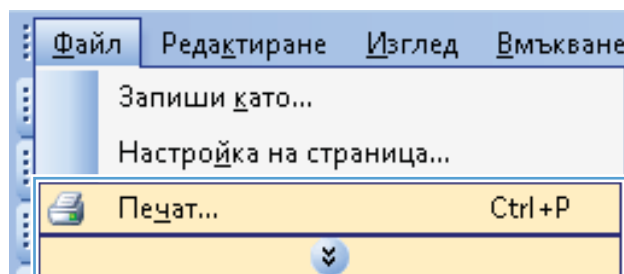 Файл Редактиране Изглед Вмъкване
Запиши като...
Настройка на страница...
Печат... Ctrl+P